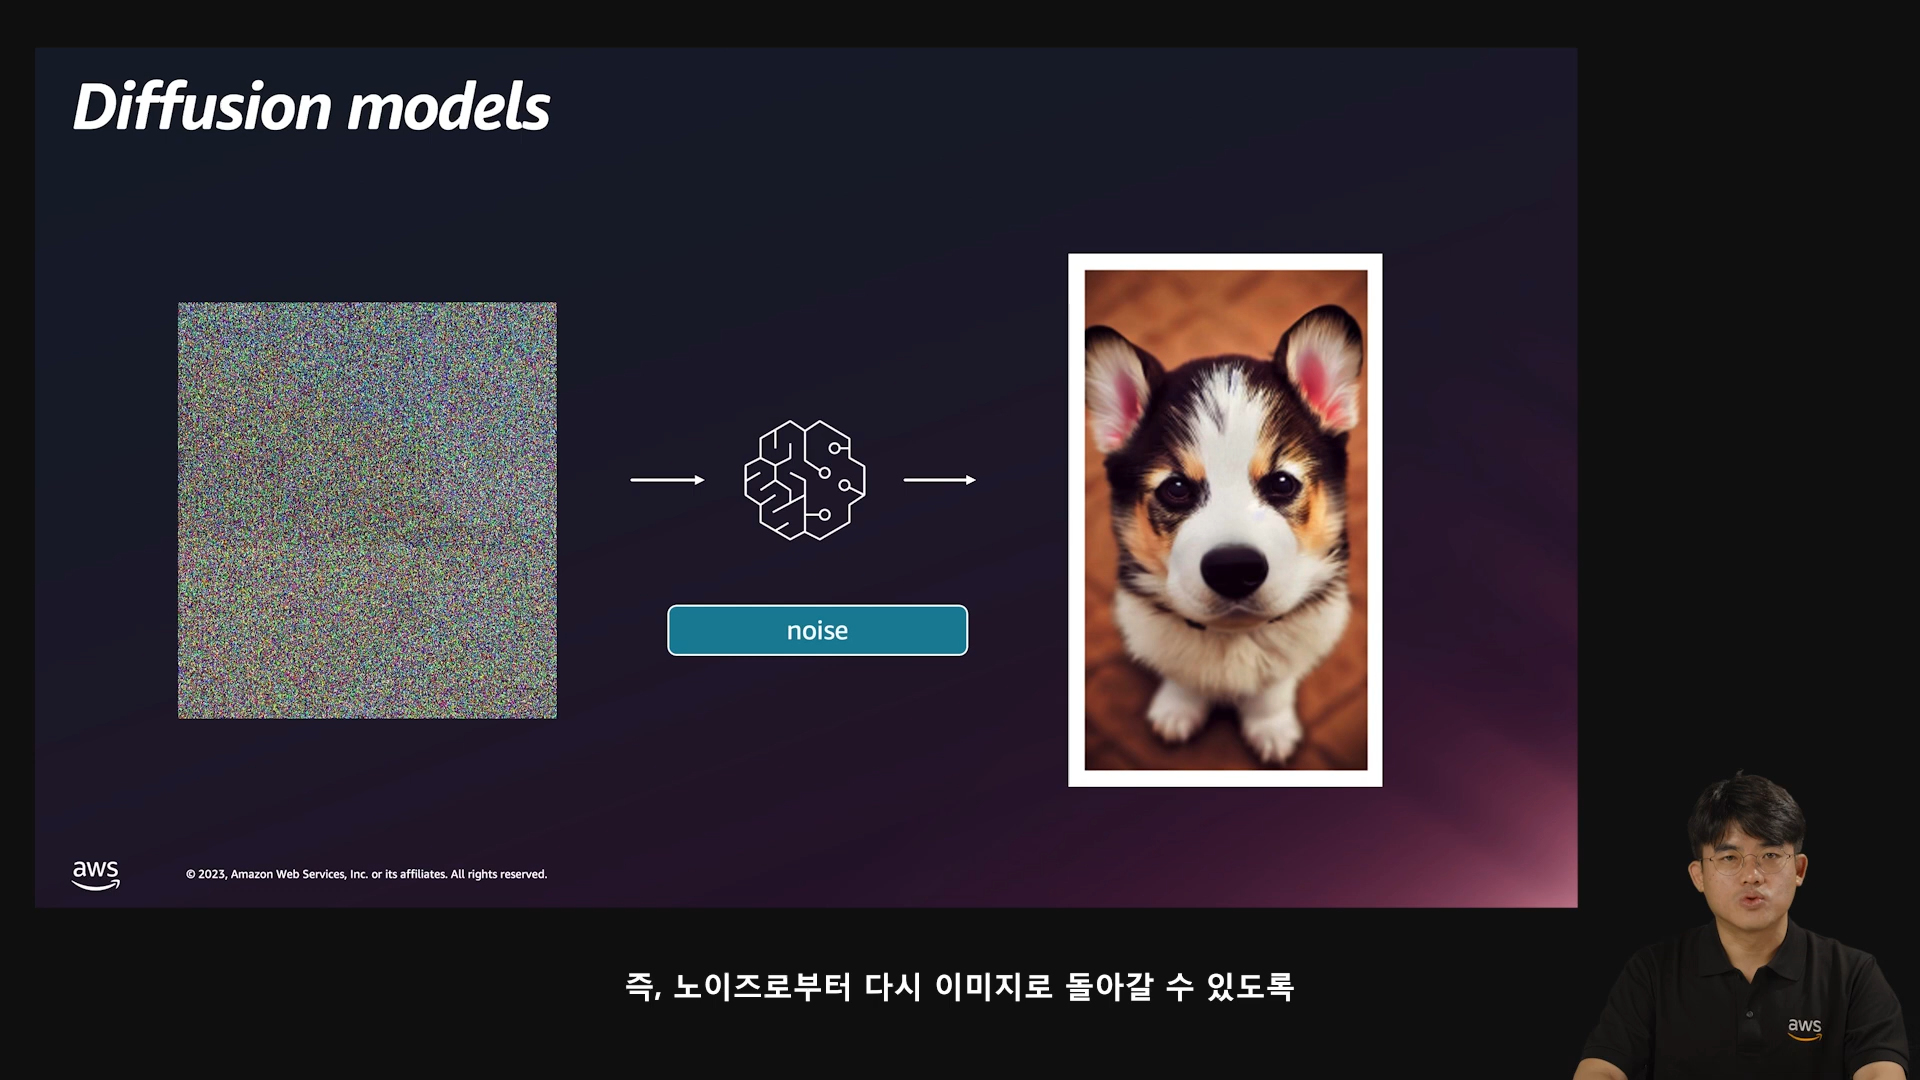 Diffusion models
noise
aws
© 2023, Amazon Web Services, Inc. or its affiliates. All rights reserved.
즉, 노이즈로부터 다시 이미지로 돌아갈 수 있도록
aws